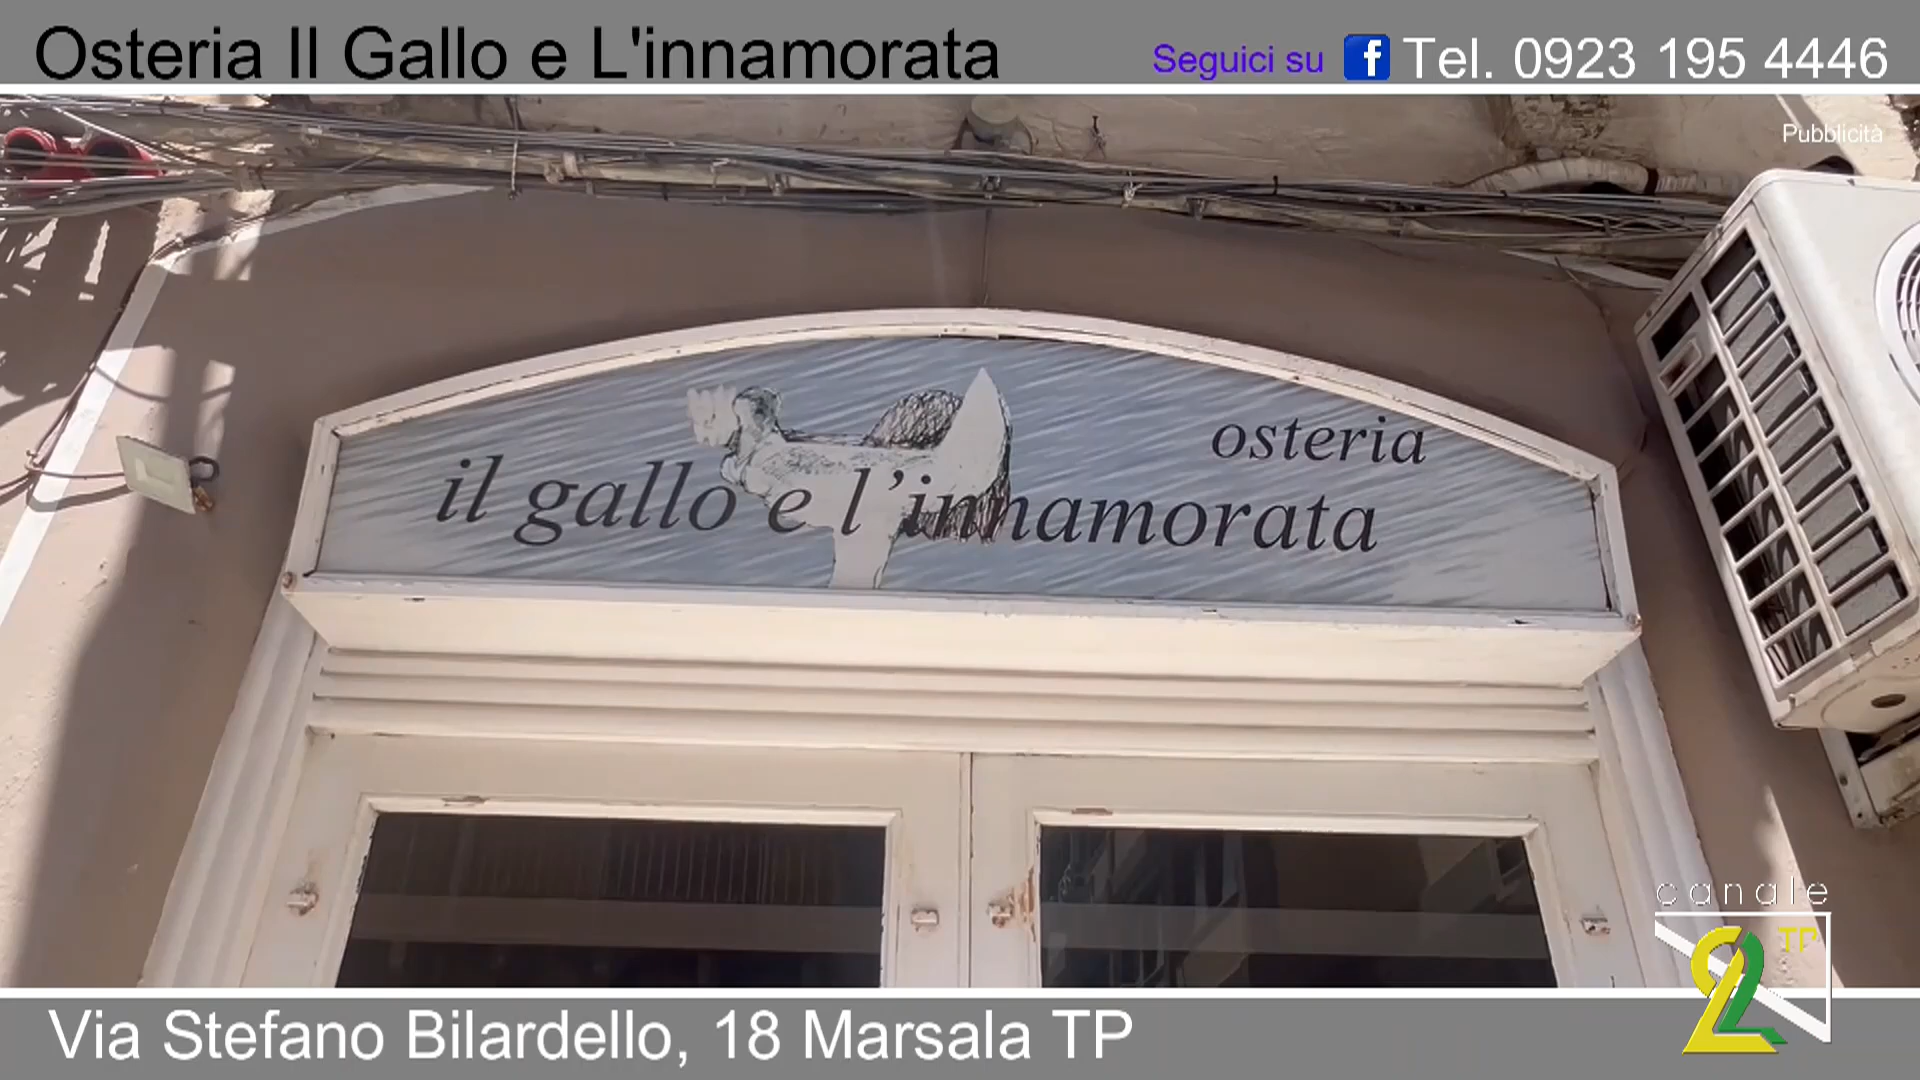 Osteria Il Gallo e L'innamorata
Seguici su f Tel. 0923 195 4446
Pubblicità
osteria
il gallo e l'innamorata
canale
2 TP
Via Stefano Bilardello, 18 Marsala TP